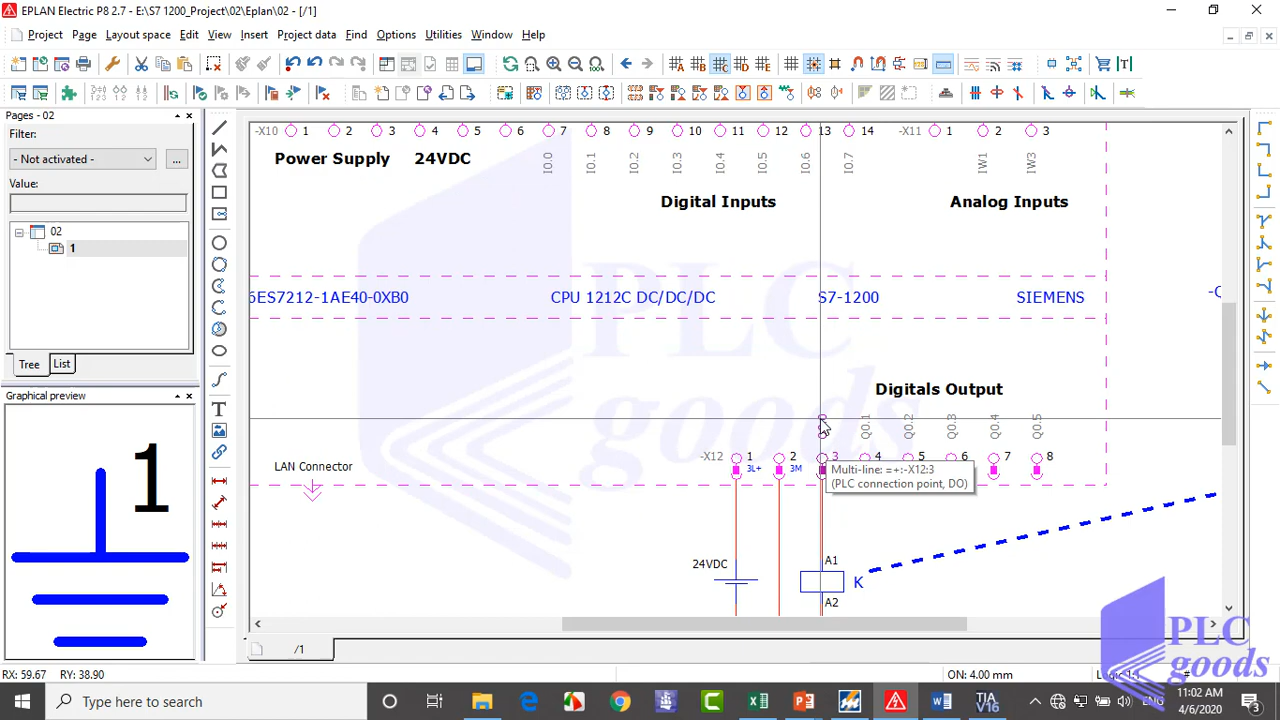 EPLAN Electric P8 2.7 - E:\S7 1200_Project\02\Eplan\02 - [/1]
Project Page Layout space Edit View Insert Project data Find Options Utilities Window Help
Pages - 02
Filter:
- Not activated -
...
Value:
02
1
Tree List
Graphical preview
1
-X10 1 2 3 4 5 6 7 8 9 10 11 12 13 14 -X11 1 2 3
Power Supply 24VDC
I0.0 I0.1 I0.2 I0.3 I0.4 I0.5 I0.6 I0.7 IW1 IW3
Digital Inputs Analog Inputs
6ES7212-1AE40-0XB0 CPU 1212C DC/DC/DC S7-1200 SIEMENS
PLC
goods
Digitals Output
Q0.1 Q0.2 Q0.3 Q0.4 Q0.5
LAN Connector
-X12 1 2 3 4 5 6 7 8
3L+ 3M
Multi-line: =+:-X12:3
(PLC connection point, DO)
24VDC
A1
K
A2
/1
RX: 59.67 RY: 38.90 ON: 4.00 mm Logic 1:1 #
PLC
goods
Type here to search
11:02 AM
4/6/2020
3